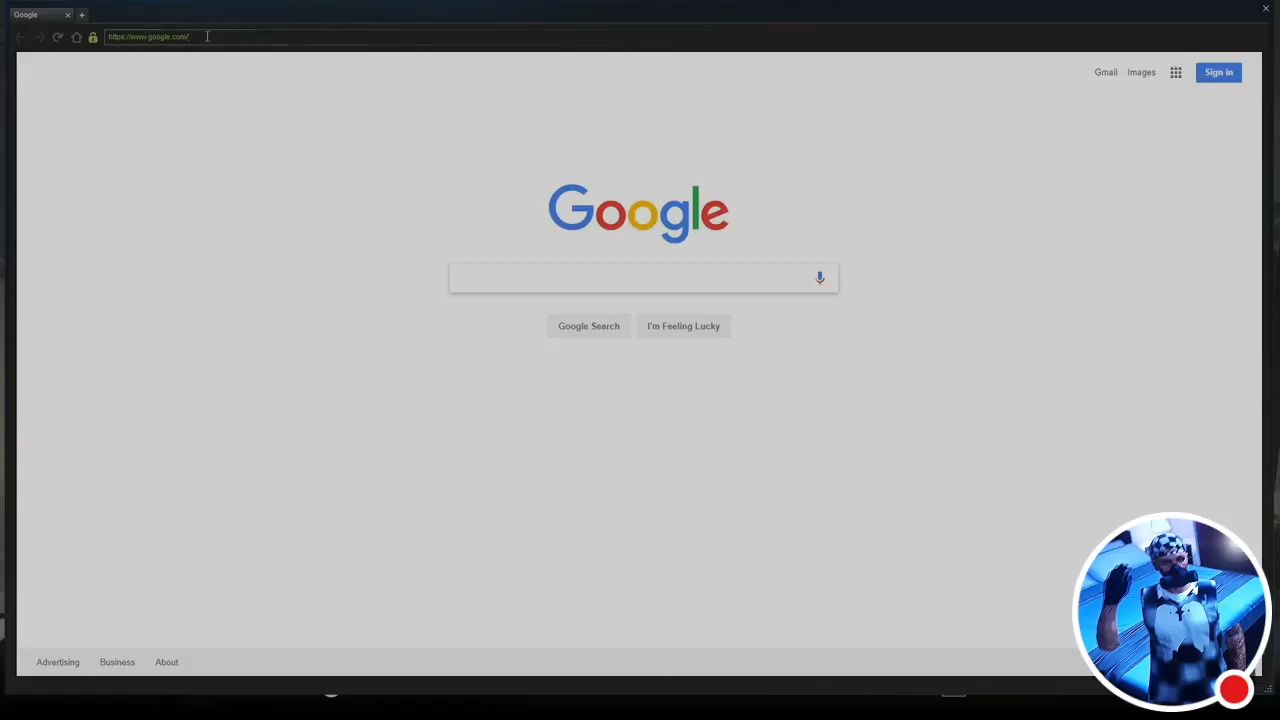 Google
https://www.google.com/
Gmail Images Sign in
Google
Google Search I'm Feeling Lucky
Advertising Business About